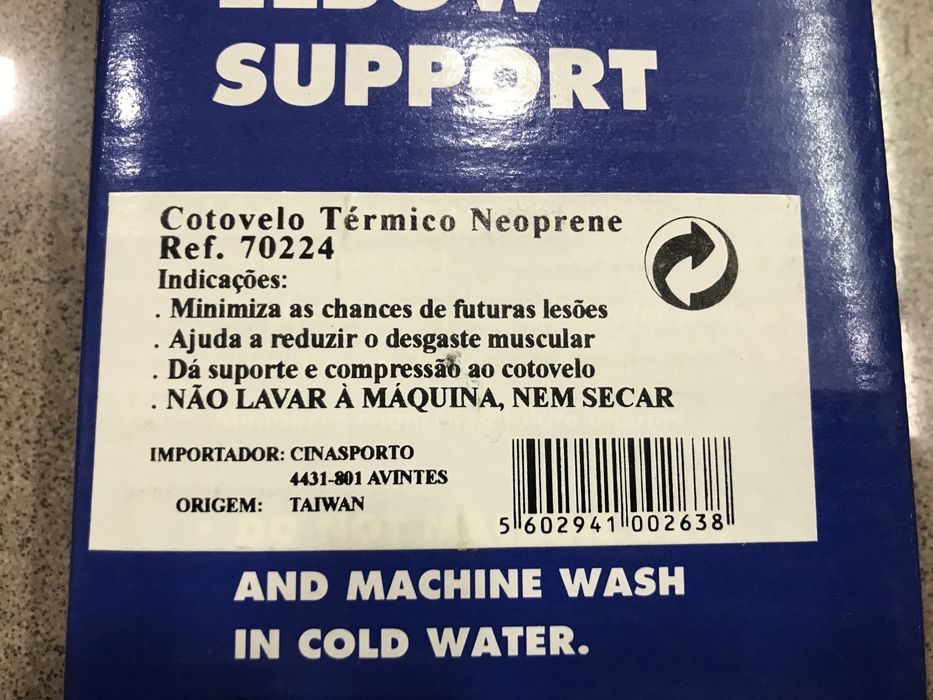 ELBOW
SUPPORT
Cotovelo Térmico Neoprene
Ref. 70224
Indicações:
. Minimiza as chances de futuras lesões
. Ajuda a reduzir o desgaste muscular
. Dá suporte e compressão ao cotovelo
. NÃO LAVAR À MÁQUINA, NEM SECAR
IMPORTADOR: CINASPORTO
4431-801 AVINTES
ORIGEM: TAIWAN
5 602941 002638
AND MACHINE WASH
IN COLD WATER.